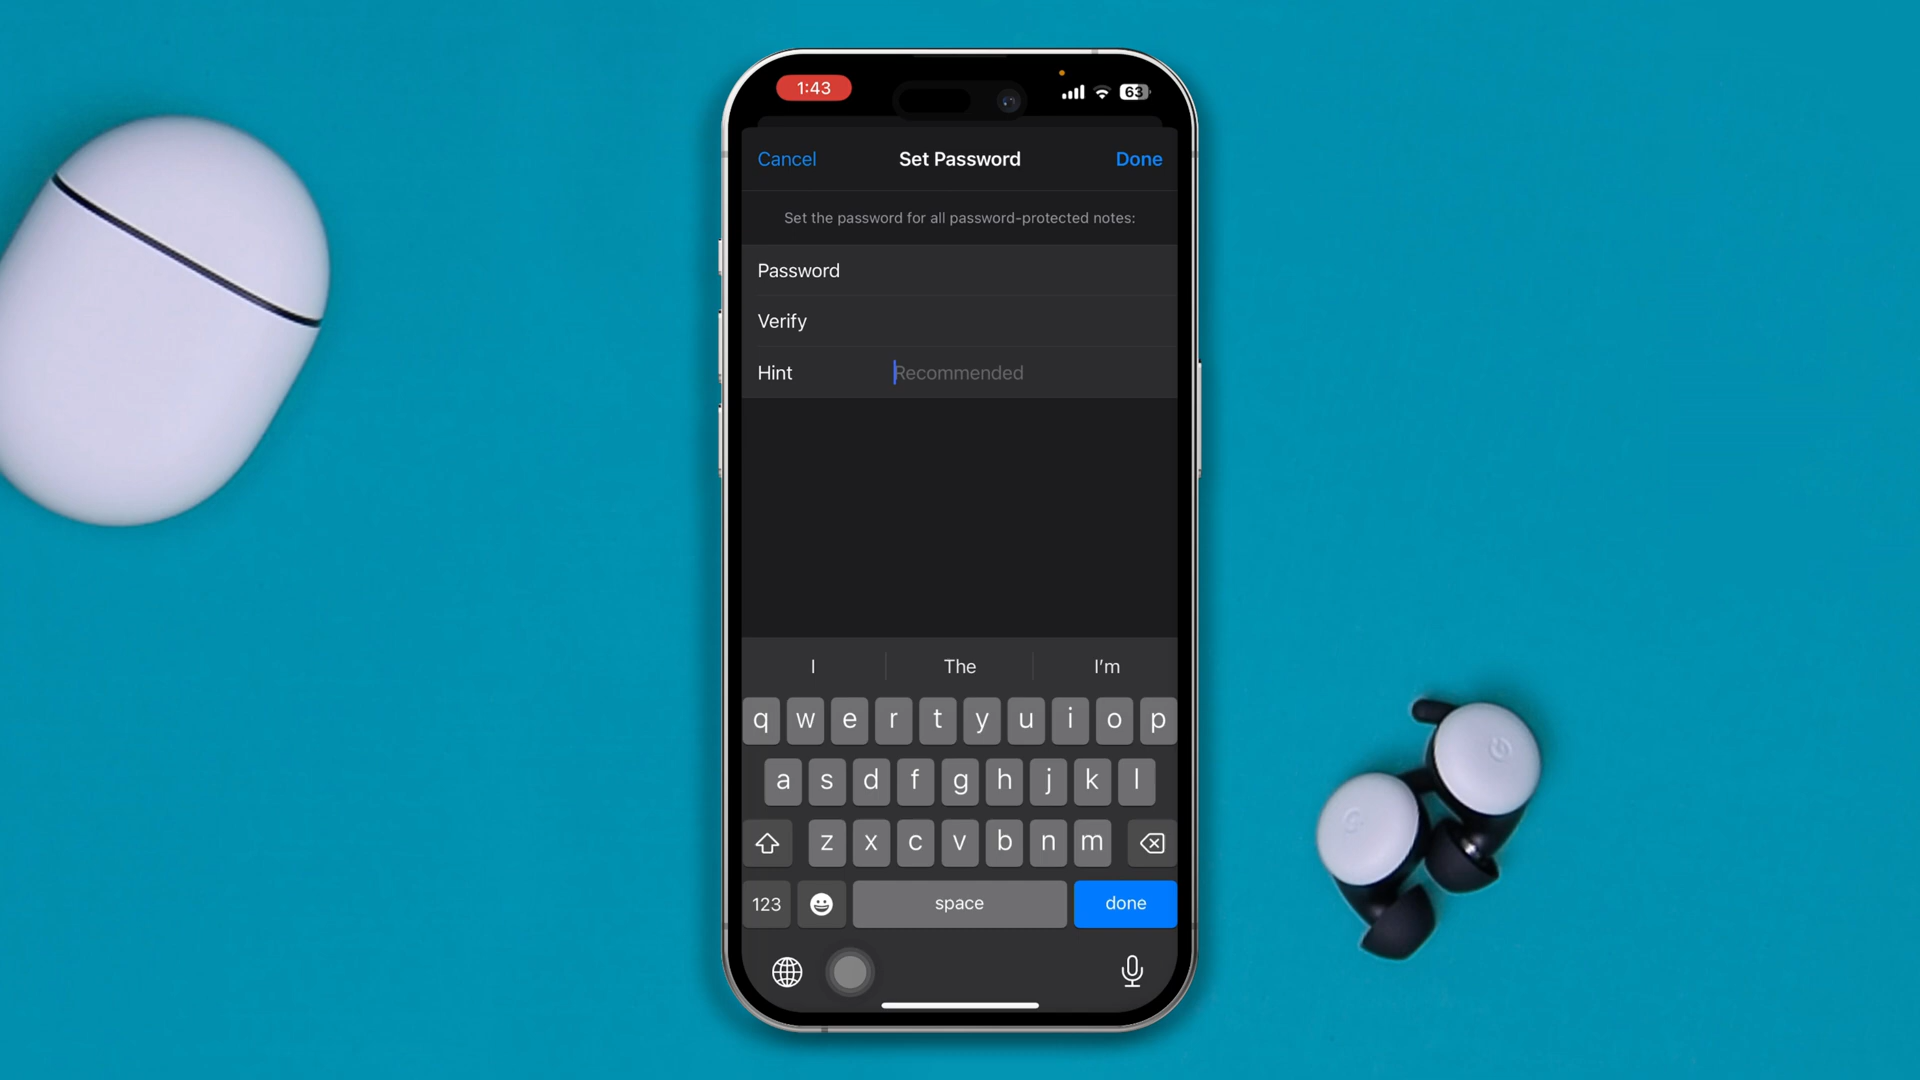 1:43
63
Cancel Set Password Done
Set the password for all password-protected notes:
Password
Verify
Hint Recommended
I The I'm
q w e r t y u i o p
a s d f g h j k l
z x c v b n m
123 space done